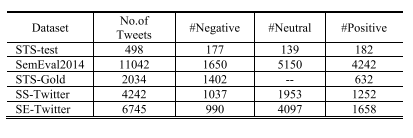 Dataset No.of Tweets #Negative #Neutral #Positive
STS-test 498 177 139 182
SemEval2014 11042 1650 5150 4242
STS-Gold 2034 1402 -- 632
SS-Twitter 4242 1037 1953 1252
SE-Twitter 6745 990 4097 1658